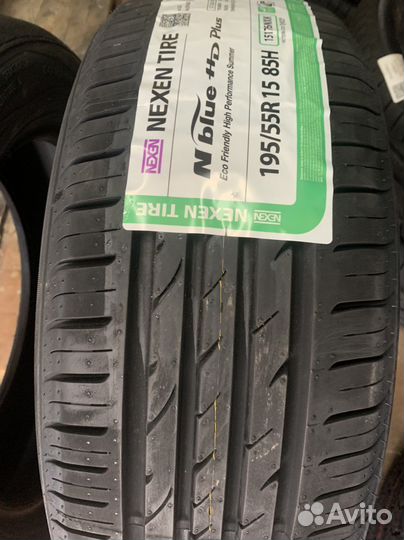 NEXEN
NEXEN TIRE
N blue HD Plus
Eco Friendly High Performance Summer
195/55R 15 85H
NEXEN TIRE
NEXEN
Avito